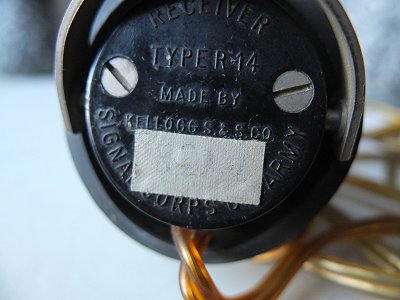 RECEIVER
TYPE R-14
MADE BY
KELLOGG S. & S. CO.
SIGNAL CORPS U. ARMY